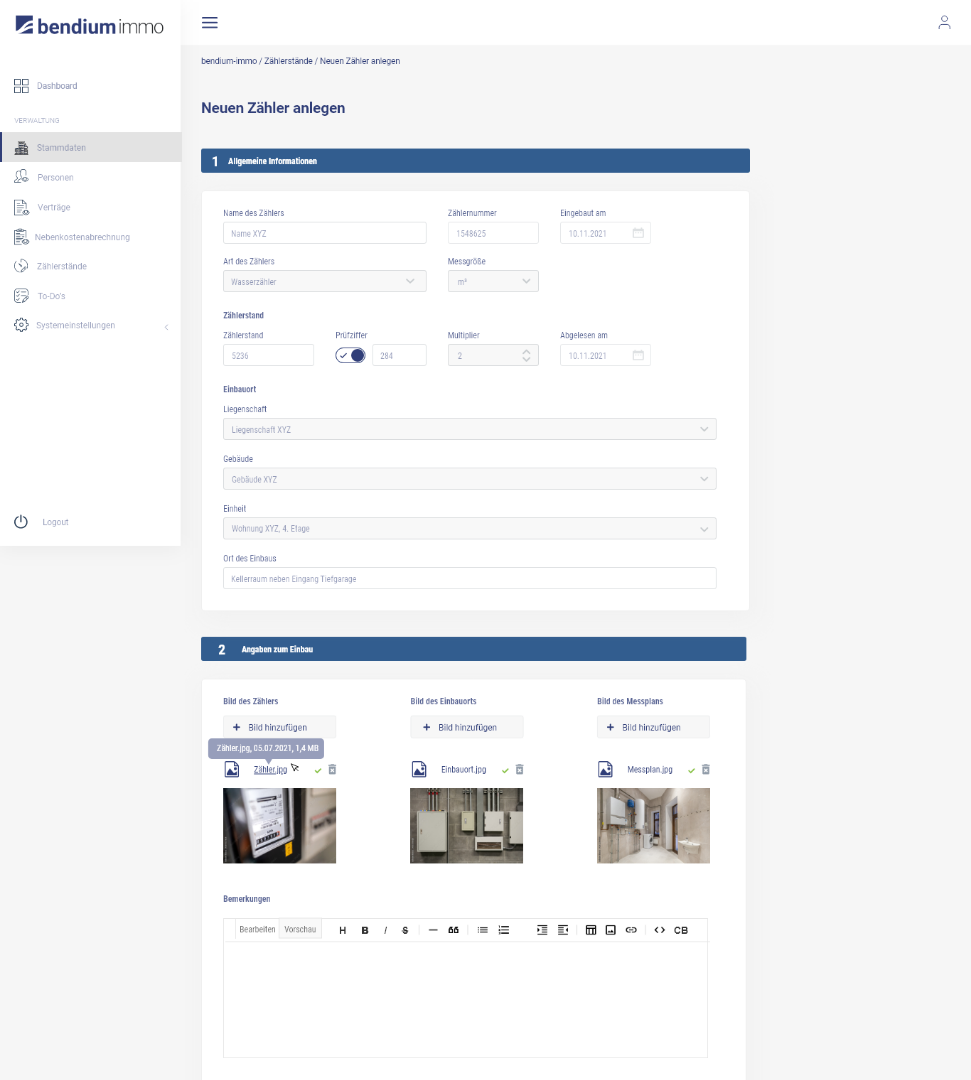 bendium immo
bendium-immo / Zählerstände / Neuen Zähler anlegen
Dashboard
VERWALTUNG
Stammdaten
Personen
Verträge
Nebenkostenabrechnung
Zählerstände
To-Do's
Systemeinstellungen
Logout
Neuen Zähler anlegen
1 Allgemeine Informationen
Name des Zählers Zählernummer Eingebaut am
Name XYZ 1548625 10.11.2021
Art des Zählers Messgröße
Wasserzähler m³
Zählerstand
Zählerstand Prüfziffer Multiplier Abgelesen am
5236 284 2 10.11.2021
Einbauort
Liegenschaft
Liegenschaft XYZ
Gebäude
Gebäude XYZ
Einheit
Wohnung XYZ, 4. Etage
Ort des Einbaus
Kellerraum neben Eingang Tiefgarage
2 Angaben zum Einbau
Bild des Zählers Bild des Einbauorts Bild des Messplans
+ Bild hinzufügen + Bild hinzufügen + Bild hinzufügen
Zähler.jpg, 05.07.2021, 1,4 MB
Zähler.jpg Einbauort.jpg Messplan.jpg
Bemerkungen
Bearbeiten Vorschau H B I S CB